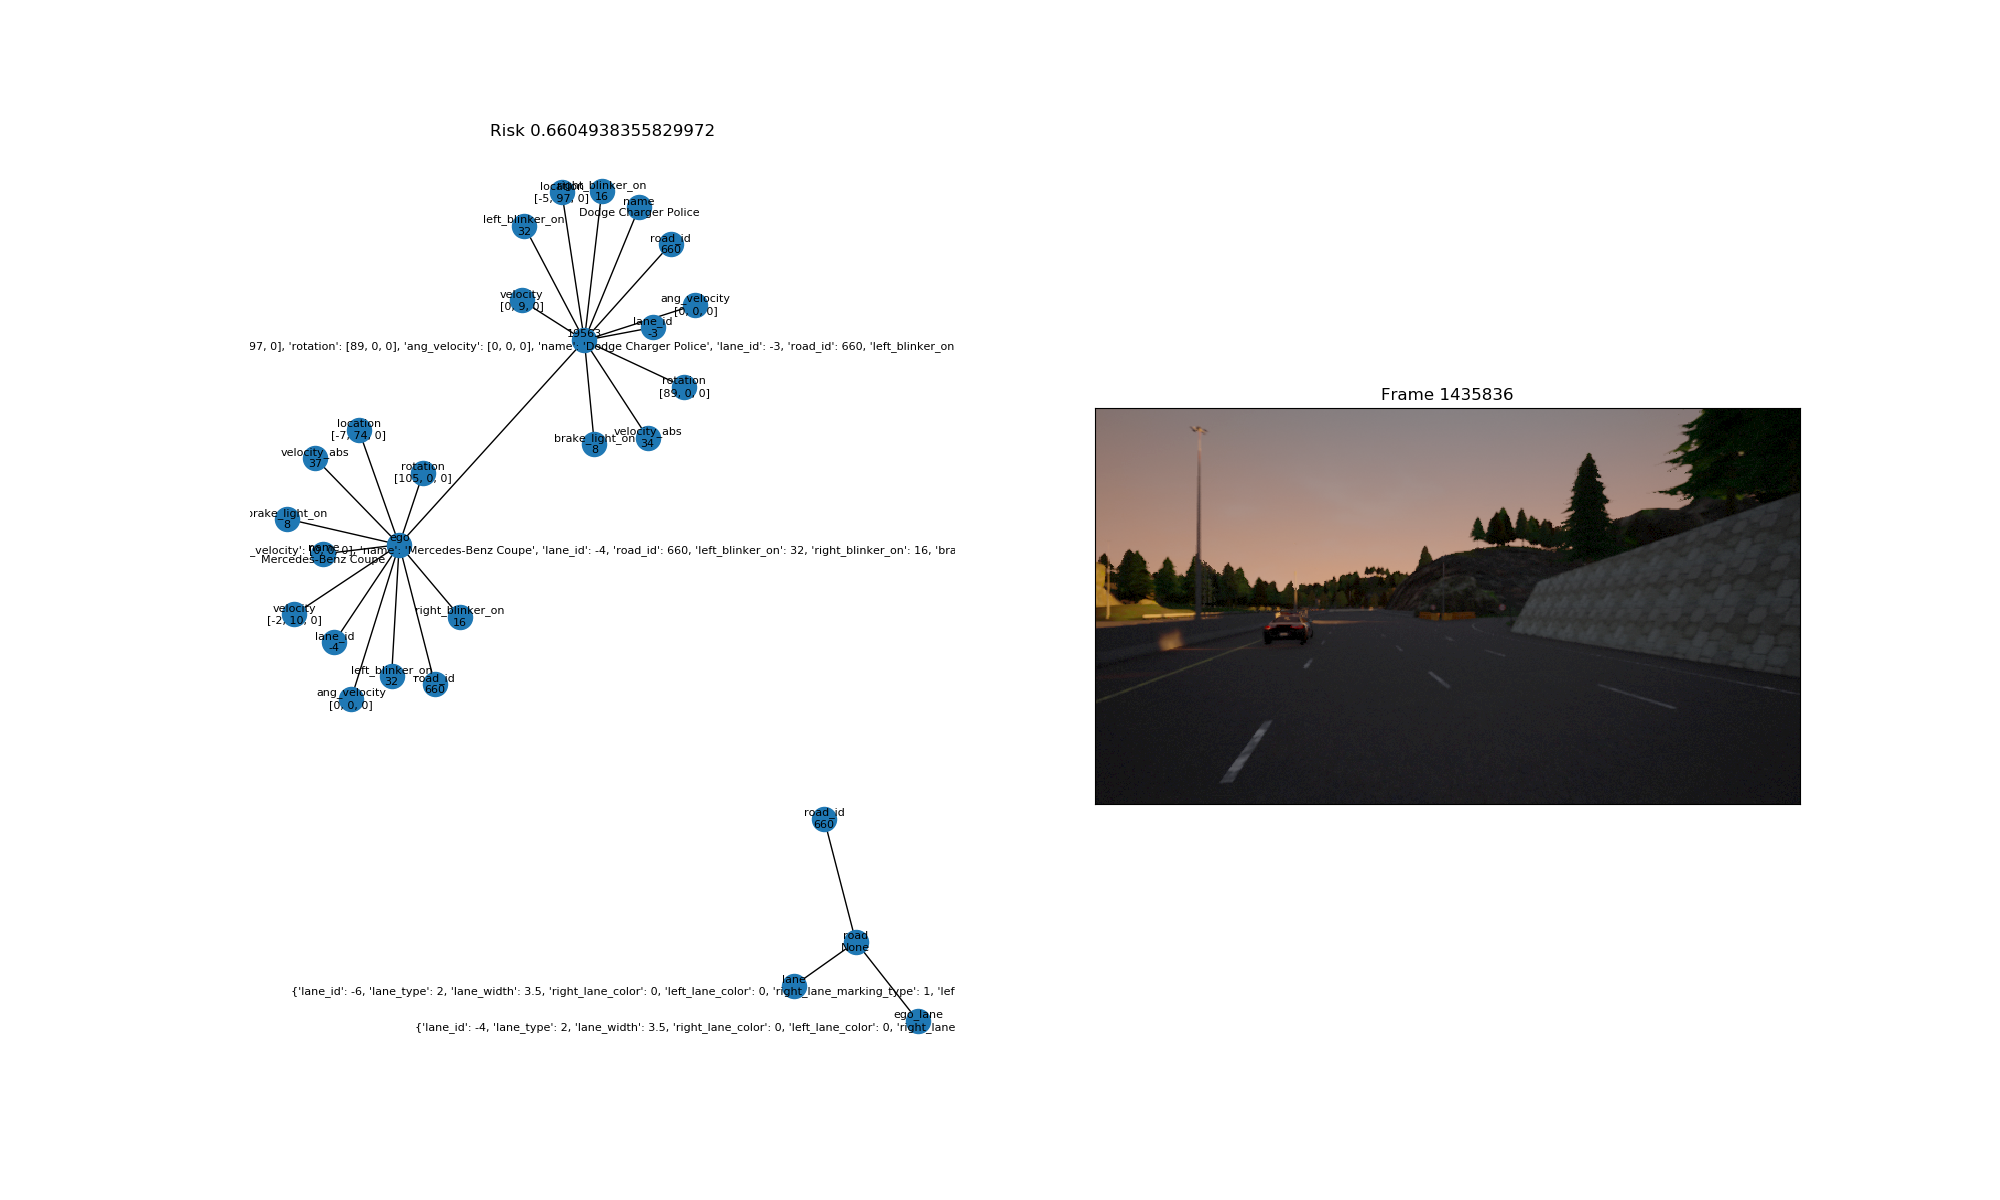 Risk 0.6604938355829972
location
[-5, 97, 0]
right_blinker_on
16
name
Dodge Charger Police
left_blinker_on
32
road_id
660
velocity
[0, 9, 0]
ang_velocity
[0, 0, 0]
lane_id
-3
19563
97, 0], 'rotation': [89, 0, 0], 'ang_velocity': [0, 0, 0], 'name': 'Dodge Charger Police', 'lane_id': -3, 'road_id': 660, 'left_blinker_on
rotation
[89, 0, 0]
brake_light_on
8
velocity_abs
34
location
[-7, 74, 0]
velocity_abs
37
rotation
[105, 0, 0]
brake_light_on
8
ego
_velocity': [0, 0, 0], 'name': 'Mercedes-Benz Coupe', 'lane_id': -4, 'road_id': 660, 'left_blinker_on': 32, 'right_blinker_on': 16, 'bra
name
Mercedes-Benz Coupe
velocity
[-2, 10, 0]
right_blinker_on
16
lane_id
-4
left_blinker_on
32
road_id
660
ang_velocity
[0, 0, 0]
road_id
660
road
None
lane
{'lane_id': -6, 'lane_type': 2, 'lane_width': 3.5, 'right_lane_color': 0, 'left_lane_color': 0, 'right_lane_marking_type': 1, 'lef
ego_lane
{'lane_id': -4, 'lane_type': 2, 'lane_width': 3.5, 'right_lane_color': 0, 'left_lane_color': 0, 'right_lane
Frame 1435836